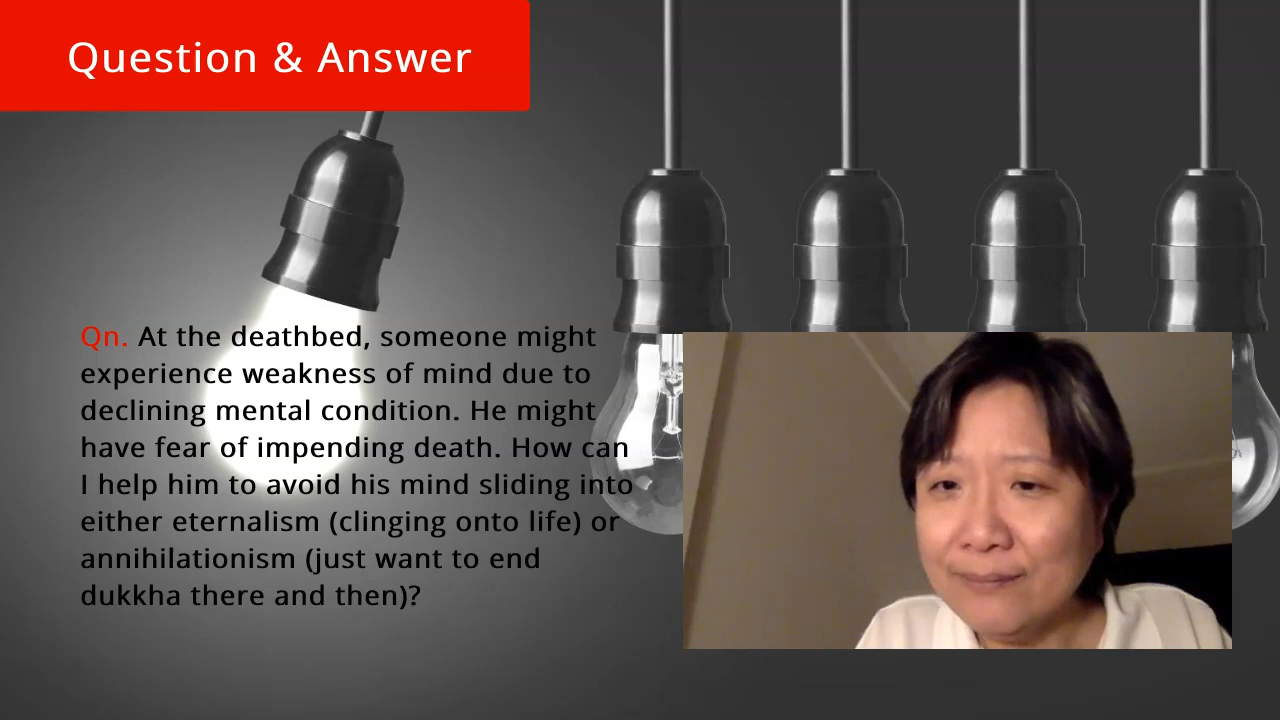 Question & Answer
Qn. At the deathbed, someone might
experience weakness of mind due to
declining mental condition. He might
have fear of impending death. How can
I help him to avoid his mind sliding into
either eternalism (clinging onto life) or
annihilationism (just want to end
dukkha there and then)?